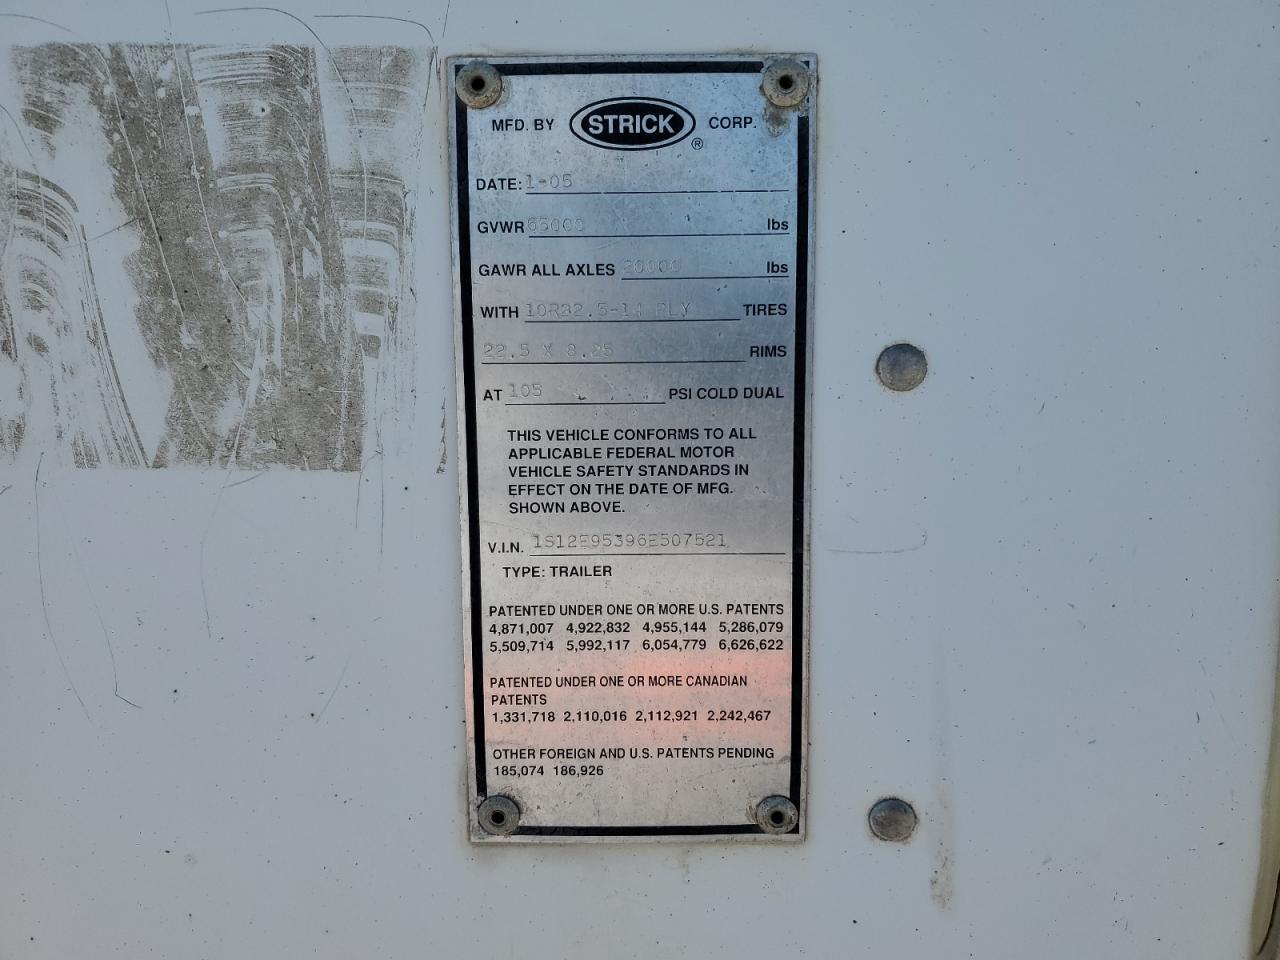 MFD. BY STRICK ® CORP.
DATE: 1-05
GVWR 65000 lbs
GAWR ALL AXLES 20000 lbs
WITH 10R22.5-14 PLY TIRES
22.5 X 8.25 RIMS
AT 105 PSI COLD DUAL
THIS VEHICLE CONFORMS TO ALL
APPLICABLE FEDERAL MOTOR
VEHICLE SAFETY STANDARDS IN
EFFECT ON THE DATE OF MFG.
SHOWN ABOVE.
V.I.N. 1S12E95396E507521
TYPE: TRAILER
PATENTED UNDER ONE OR MORE U.S. PATENTS
4,871,007 4,922,832 4,955,144 5,286,079
5,509,714 5,992,117 6,054,779 6,626,622
PATENTED UNDER ONE OR MORE CANADIAN
PATENTS
1,331,718 2,110,016 2,112,921 2,242,467
OTHER FOREIGN AND U.S. PATENTS PENDING
185,074 186,926